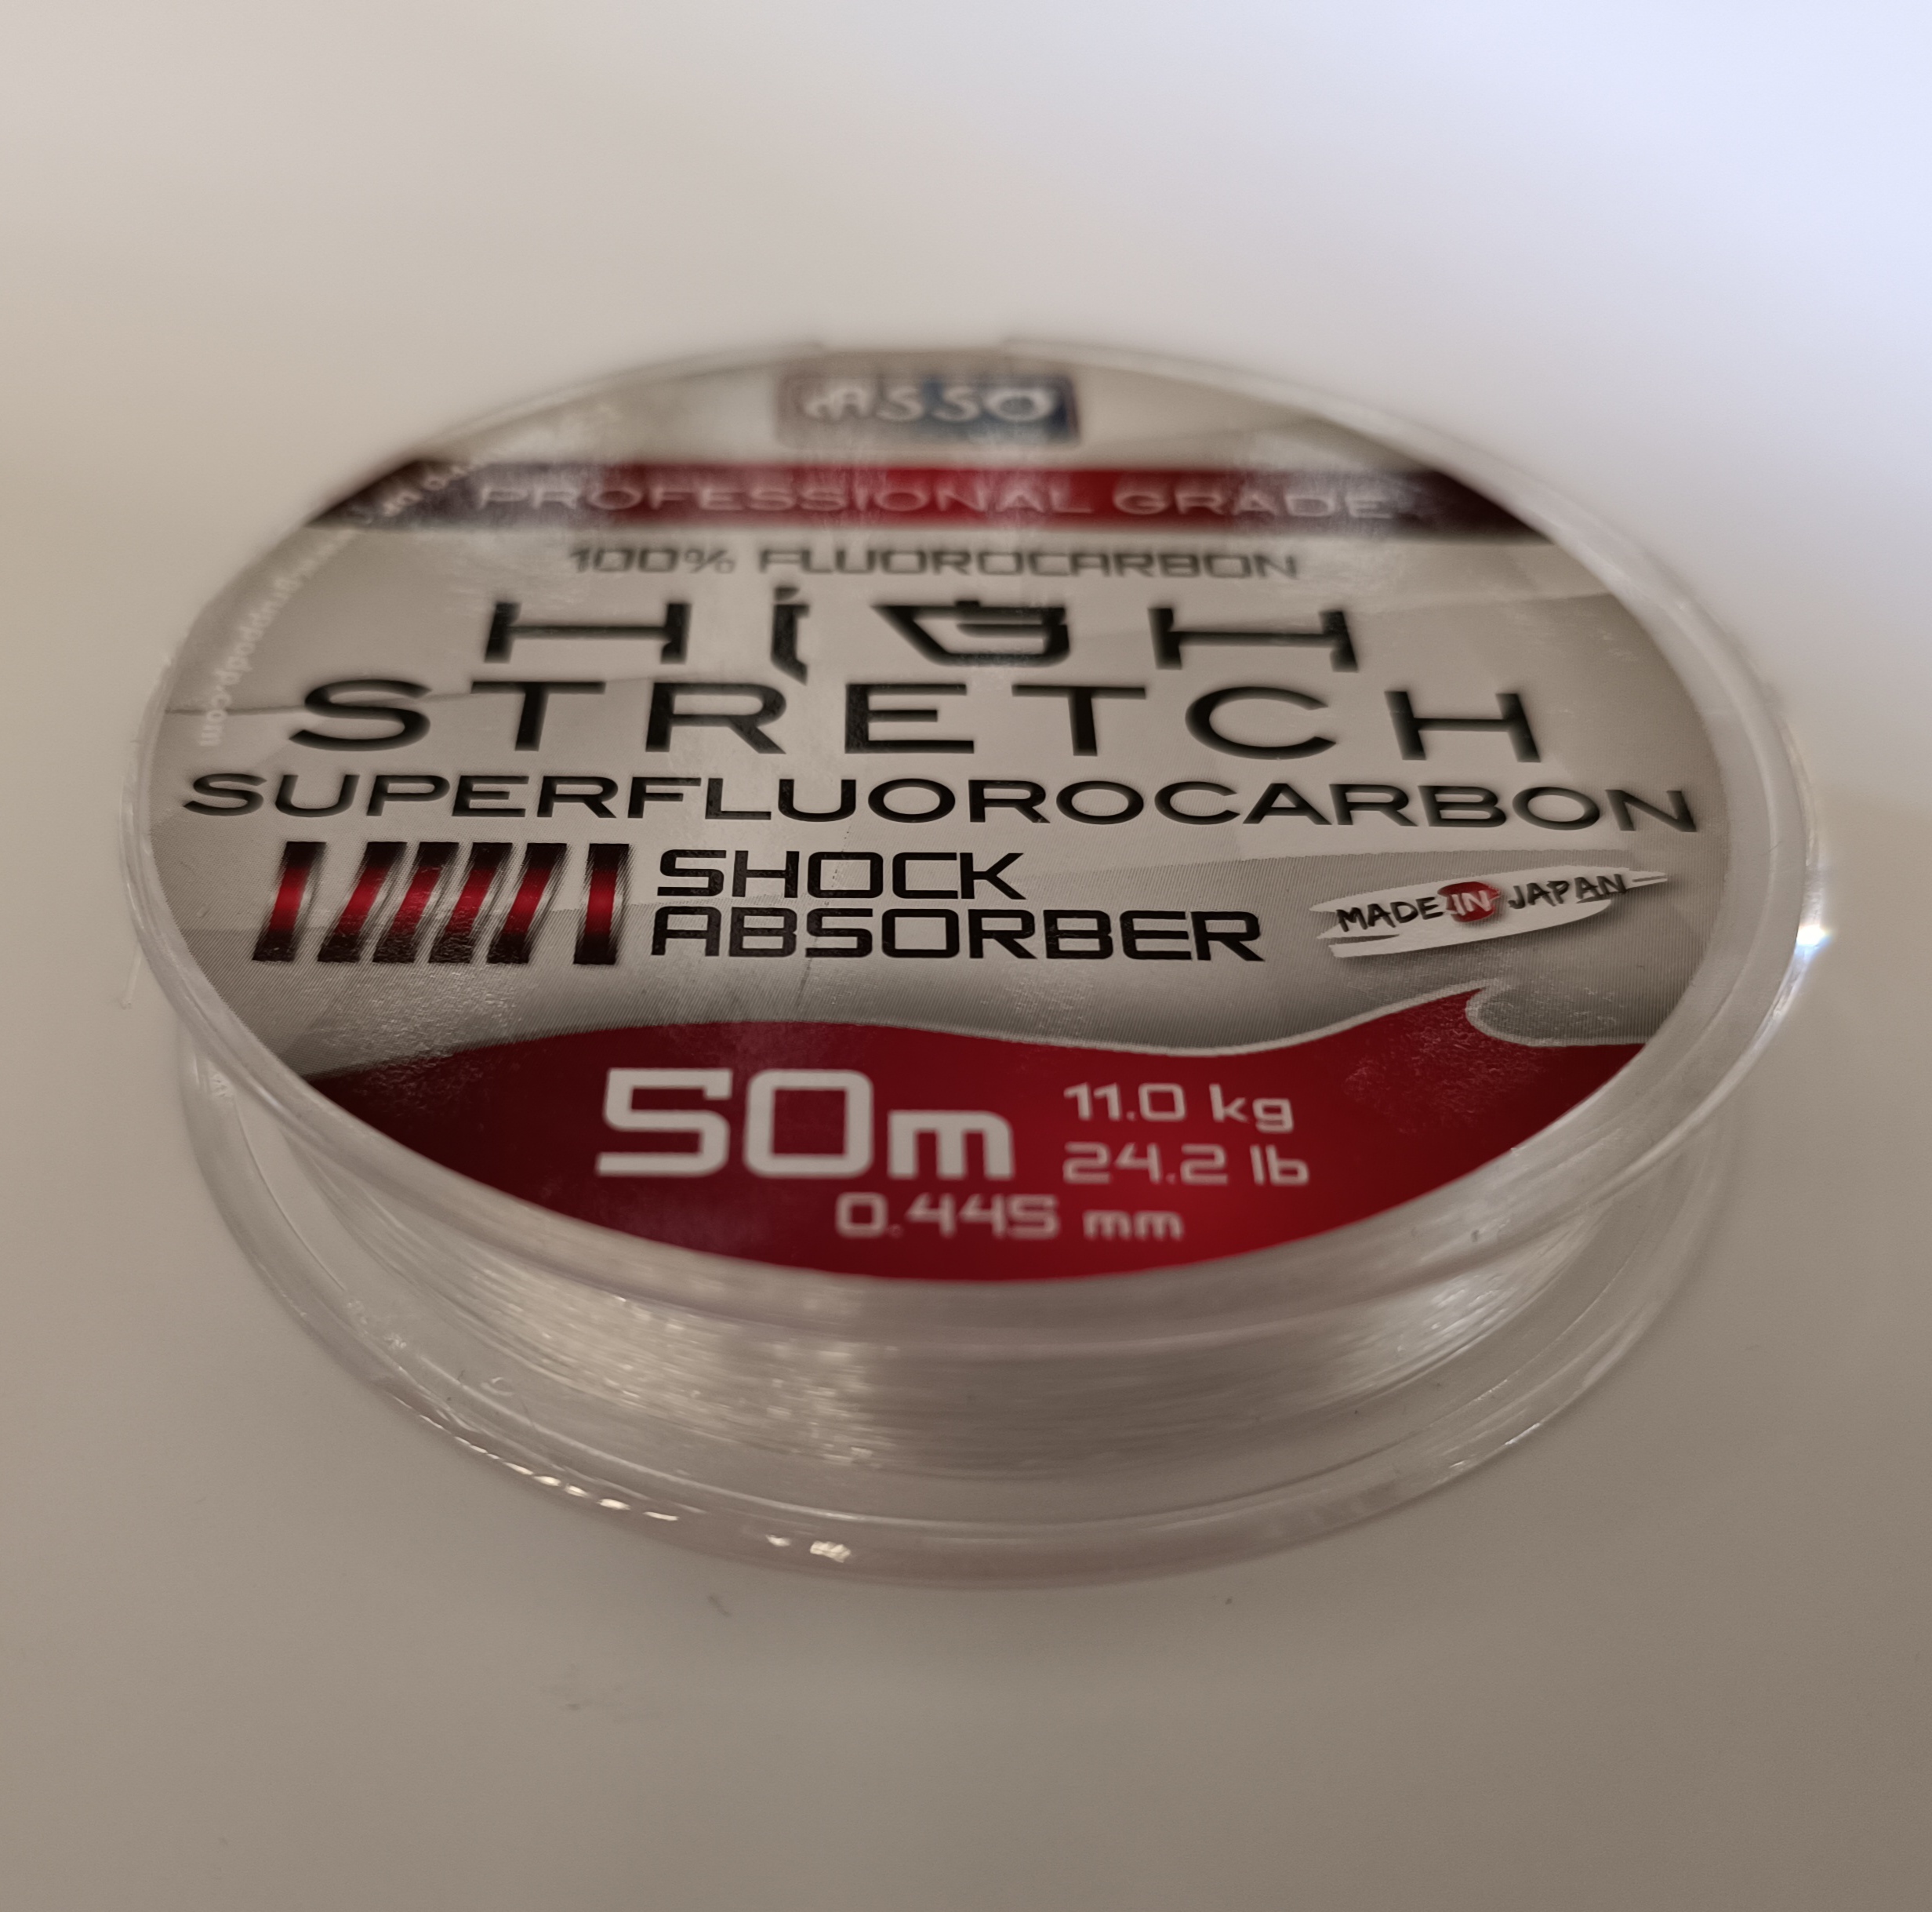 ASSO
PROFESSIONAL GRADE
100% FLUOROCARBON
HIGH
STRETCH
SUPERFLUOROCARBON
SHOCK
ABSORBER
MADE IN JAPAN
50m
11.0 kg
24.2 lb
0.445 mm